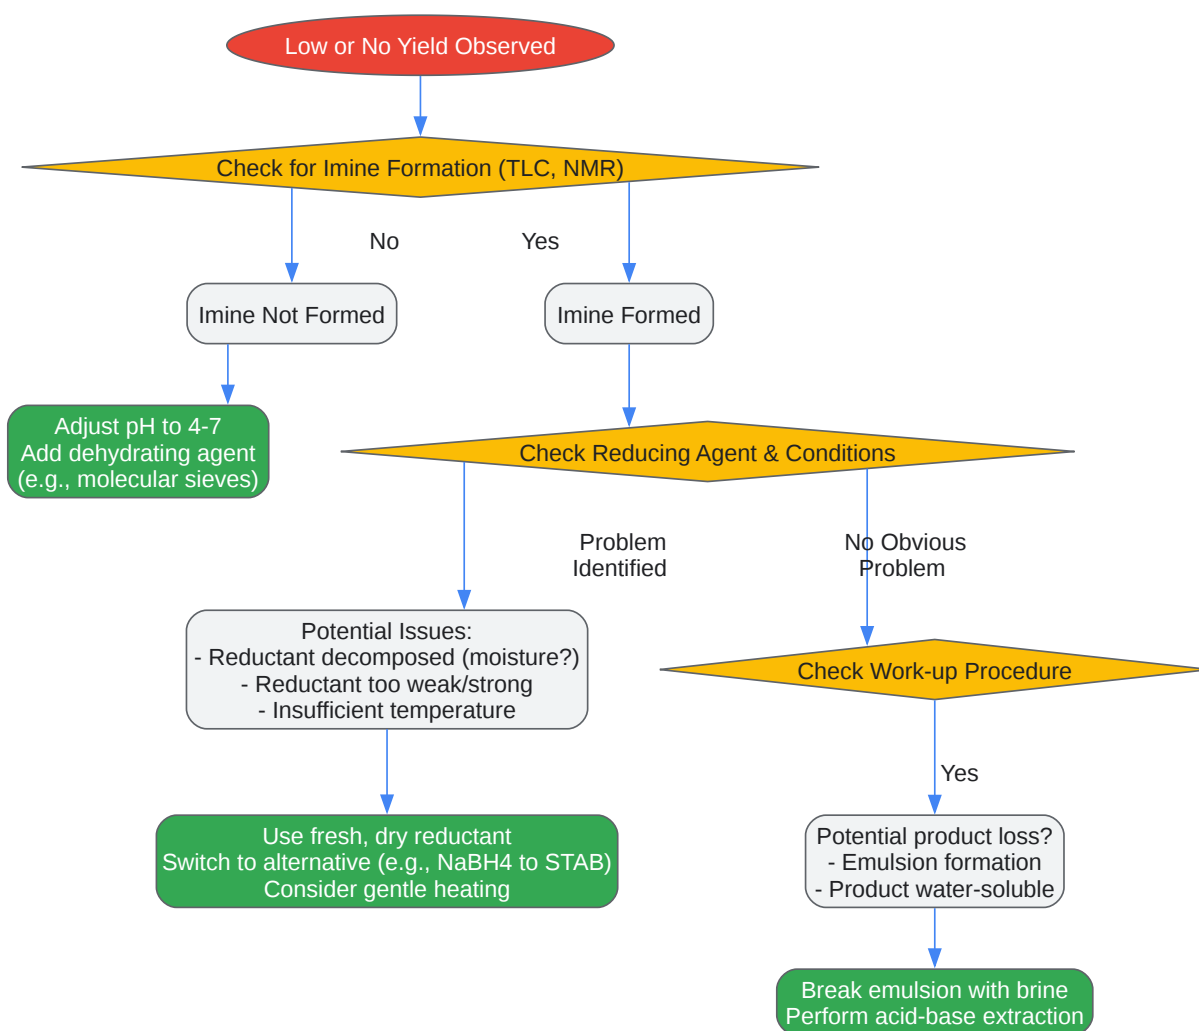 Low or No Yield Observed
Check for Imine Formation (TLC, NMR)
No
Yes
Imine Not Formed
Imine Formed
Adjust pH to 4-7
Add dehydrating agent
(e.g., molecular sieves)
Check Reducing Agent & Conditions
Problem
Identified
No Obvious
Problem
Potential Issues:
- Reductant decomposed (moisture?)
- Reductant too weak/strong
- Insufficient temperature
Check Work-up Procedure
Yes
Use fresh, dry reductant
Switch to alternative (e.g., NaBH4 to STAB)
Consider gentle heating
Potential product loss?
- Emulsion formation
- Product water-soluble
Break emulsion with brine
Perform acid-base extraction